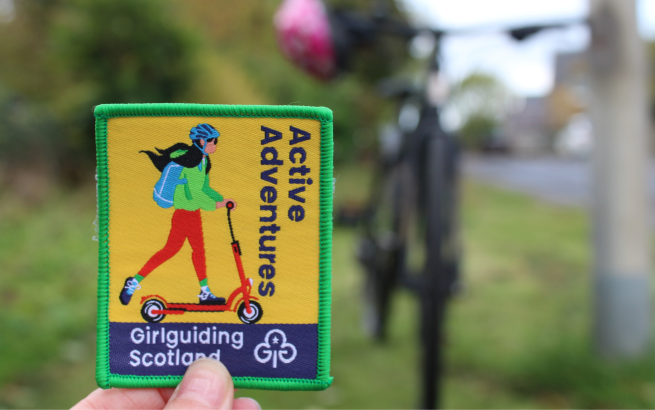 Active
Adventures
Girlguiding
Scotland